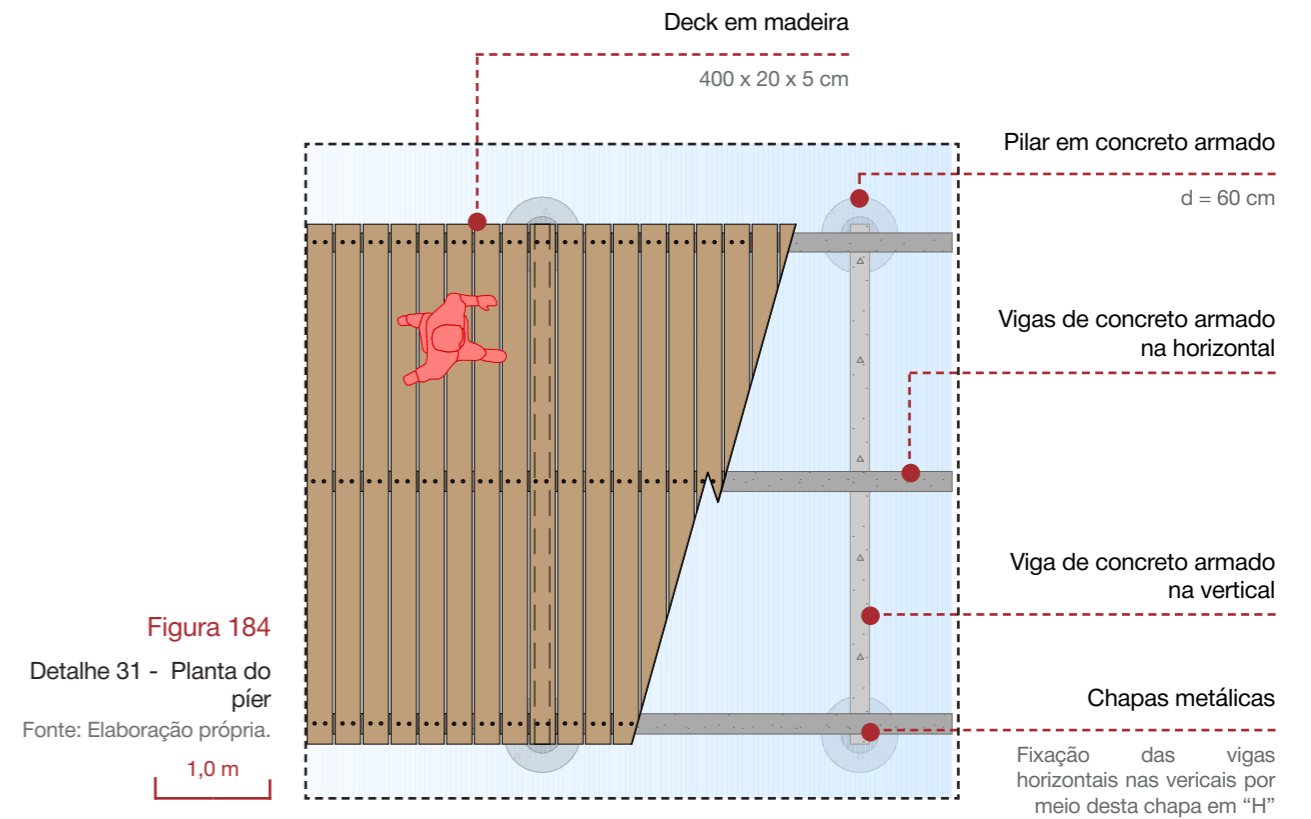 Deck em madeira
400 x 20 x 5 cm
Pilar em concreto armado
d = 60 cm
Vigas de concreto armado
na horizontal
Viga de concreto armado
na vertical
Figura 184
Detalhe 31 - Planta do
píer
Fonte: Elaboração própria.
1,0 m
Chapas metálicas
Fixação das vigas
horizontais nas vericais por
meio desta chapa em “H”